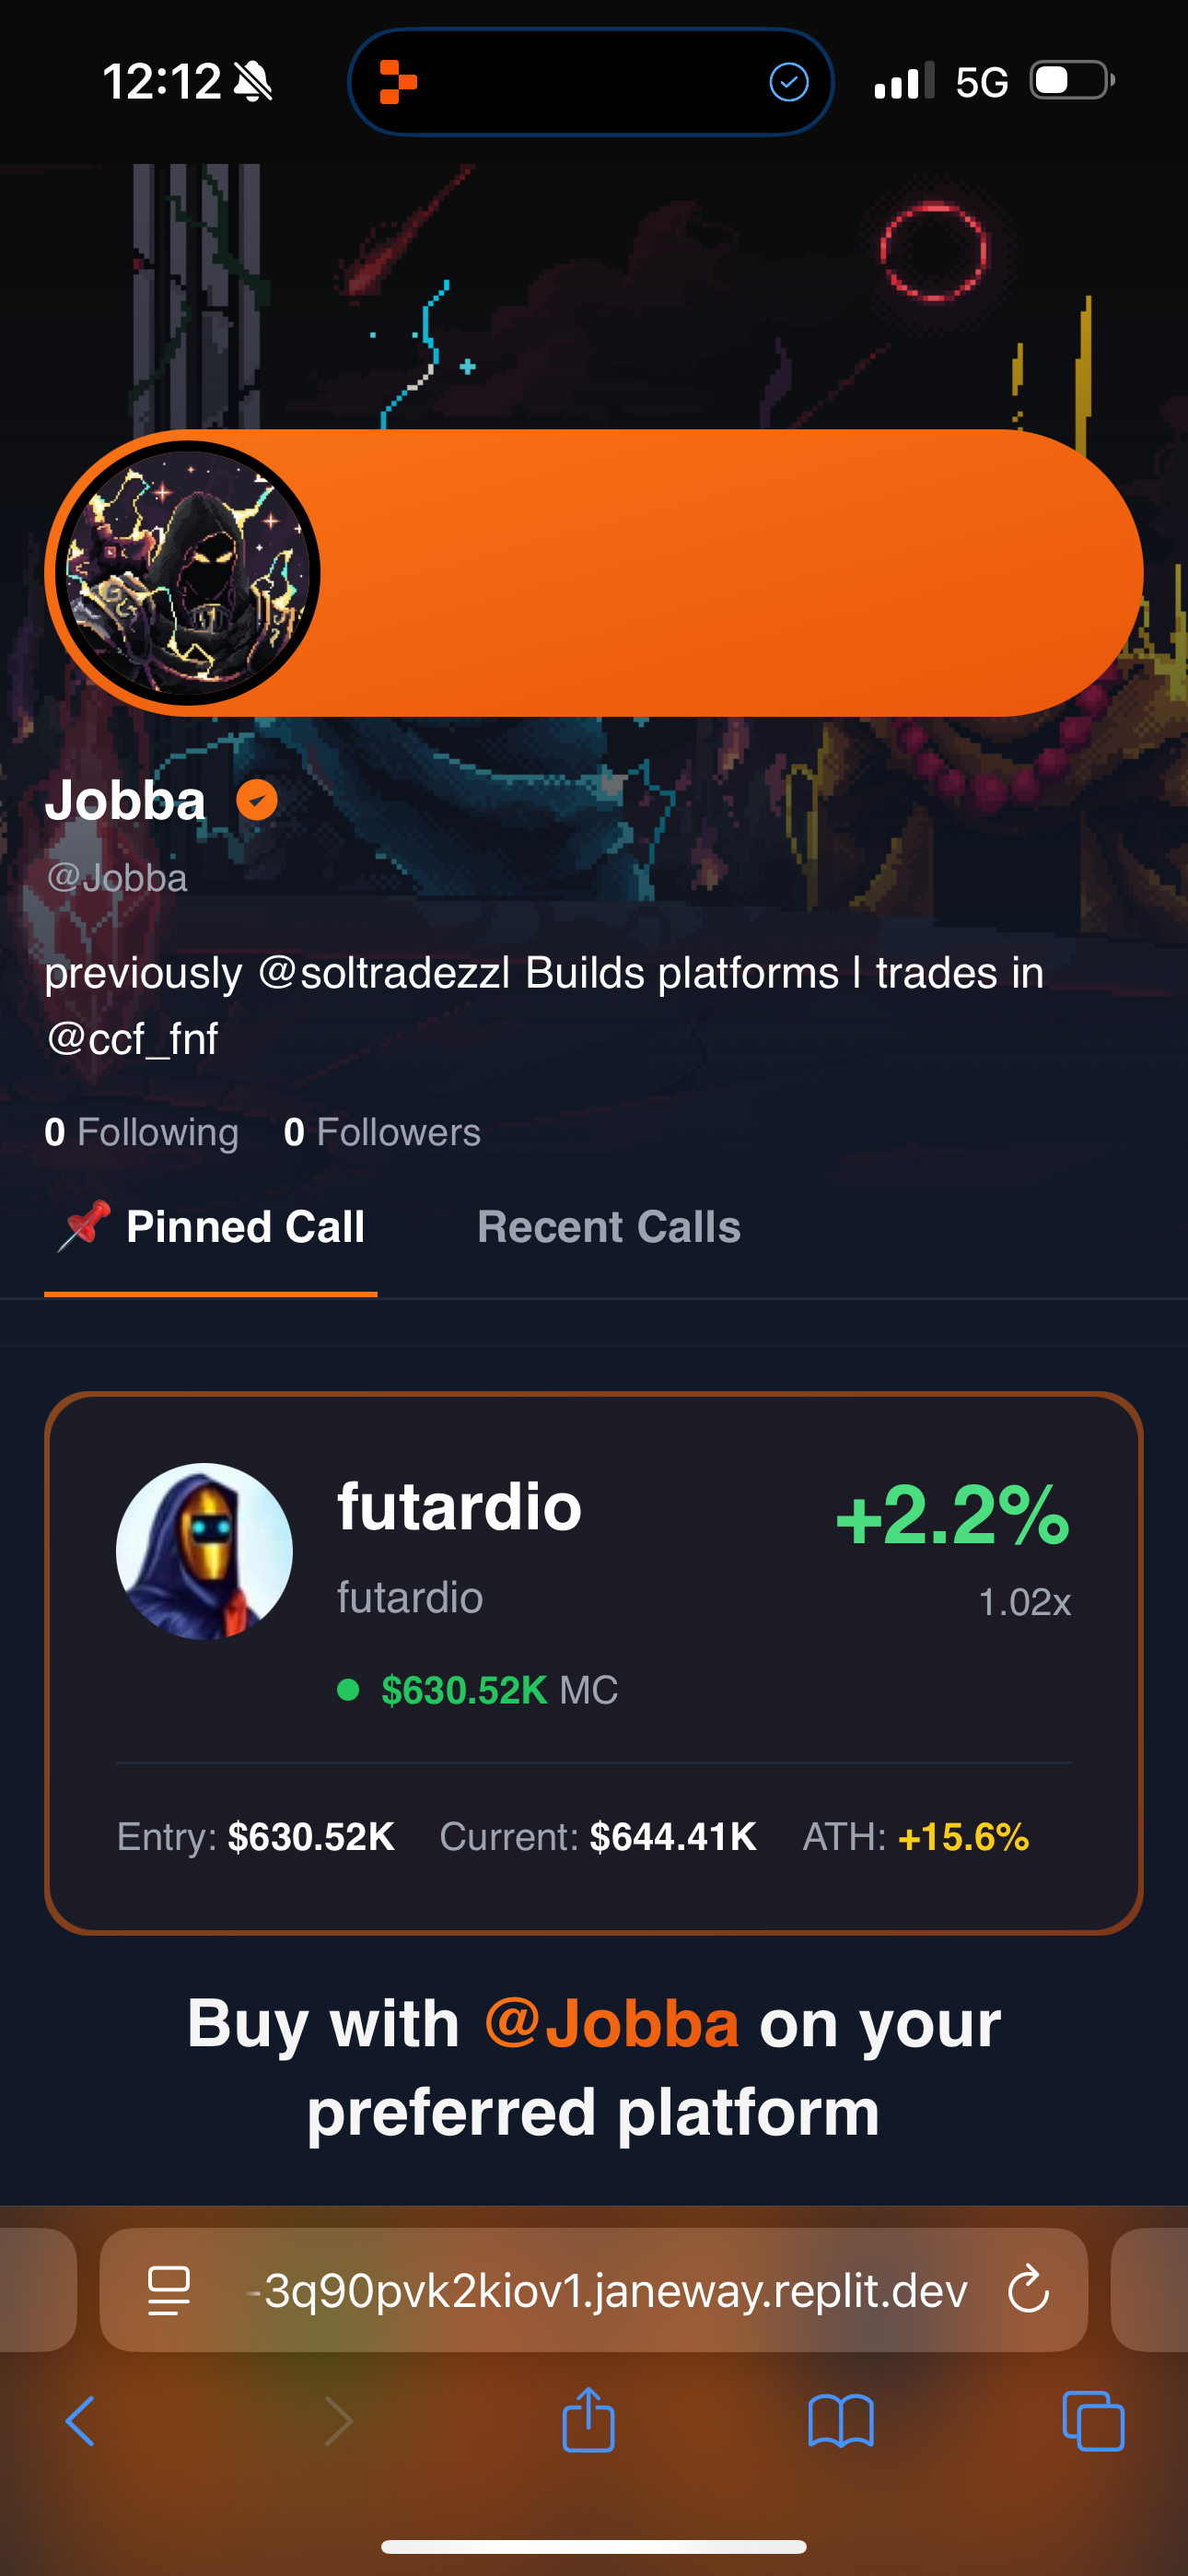 12:12
5G
Jobba
@Jobba
previously @soltradezzl Builds platforms | trades in
@ccf_fnf
0 Following 0 Followers
📌 Pinned Call Recent Calls
futardio +2.2%
futardio 1.02x
$630.52K MC
Entry: $630.52K Current: $644.41K ATH: +15.6%
Buy with @Jobba on your
preferred platform
-3q90pvk2kiov1.janeway.replit.dev